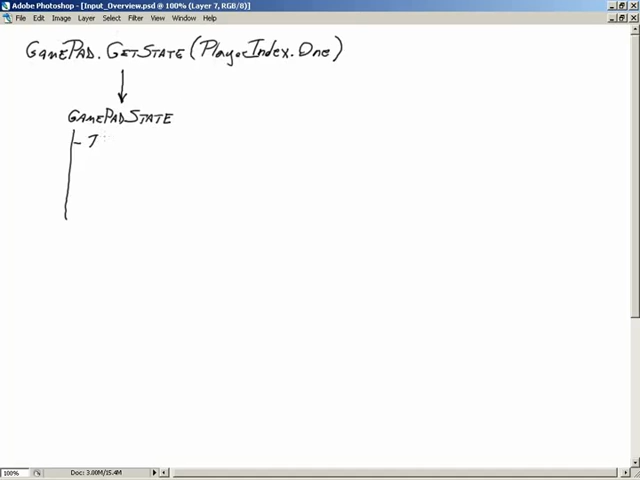 Adobe Photoshop - [Input_Overview.psd @ 100% (Layer 7, RGB/8)]
File Edit Image Layer Select Filter View Window Help
GamePad.GetState(PlayerIndex.One)
GamePadState
- T
100% Doc: 3.00M/15.4M